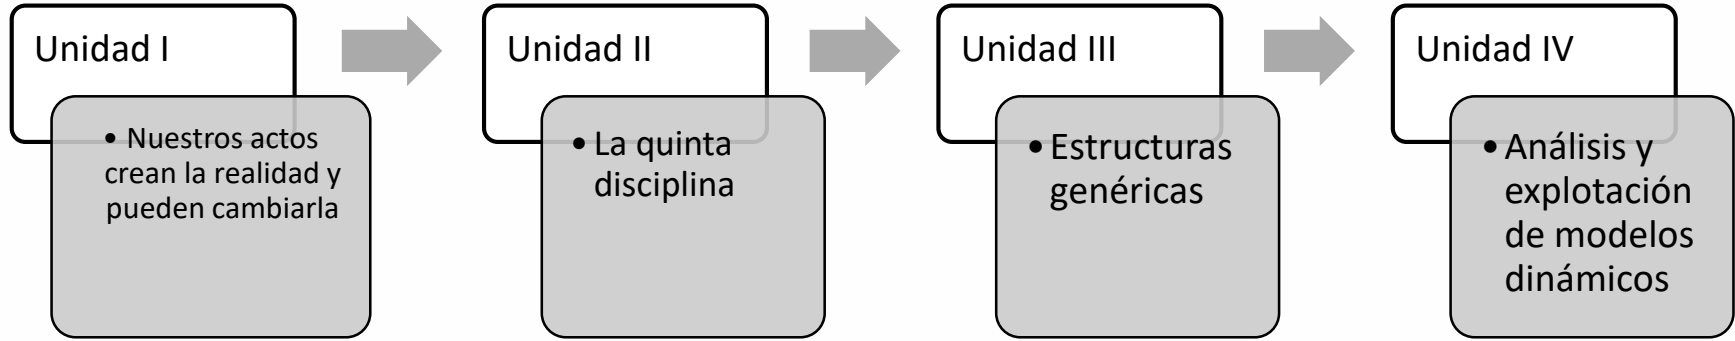 Unidad I
• Nuestros actos
crean la realidad y
pueden cambiarla
Unidad II
• La quinta
disciplina
Unidad III
• Estructuras
genéricas
Unidad IV
• Análisis y
explotación
de modelos
dinámicos